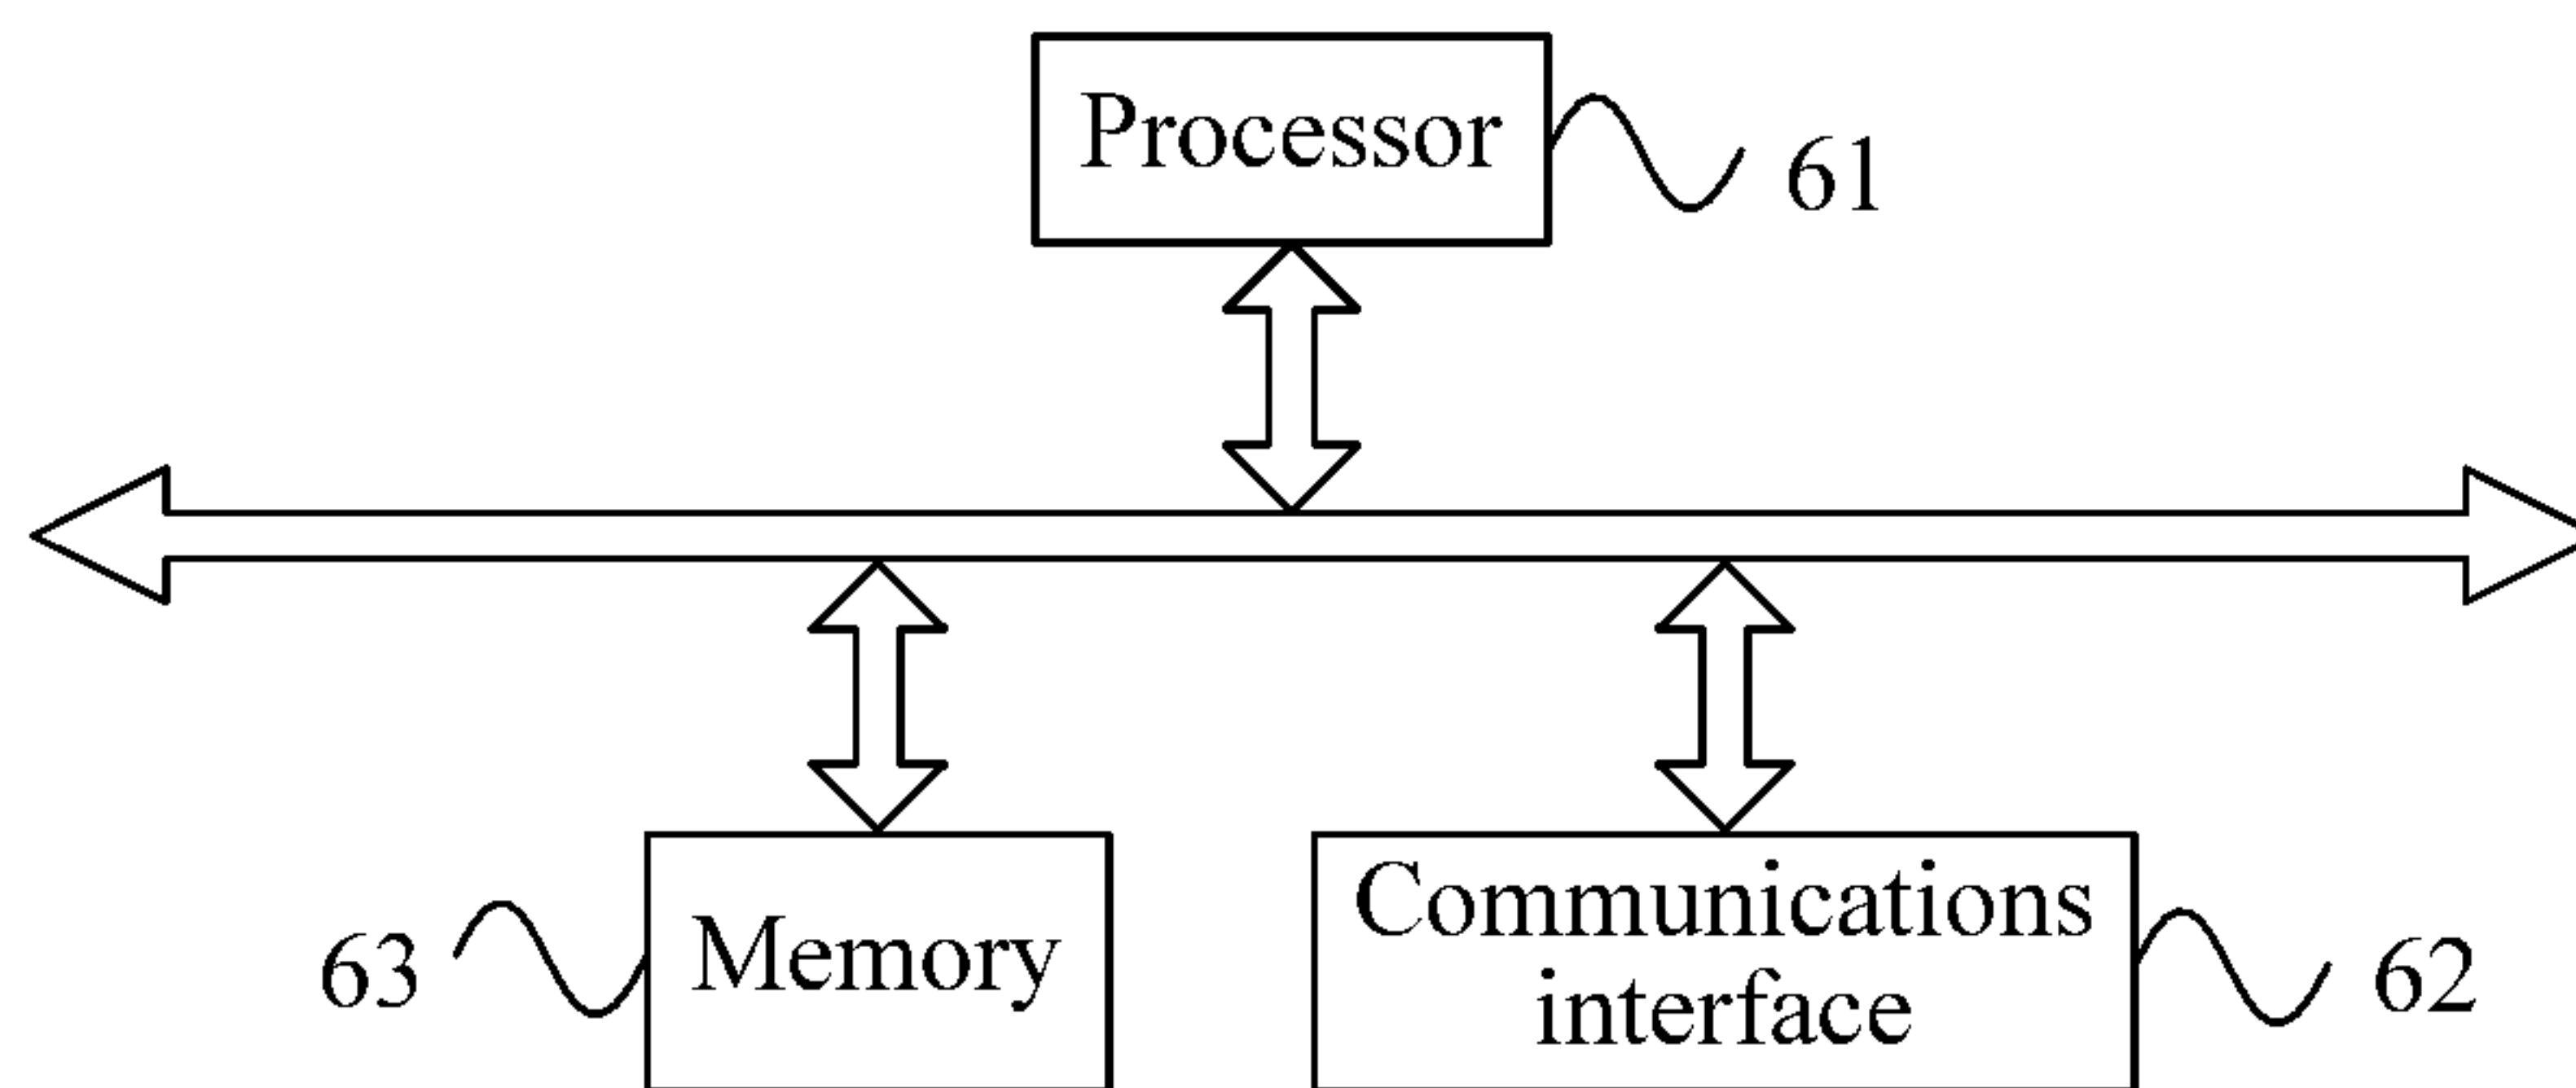 Processor
61
63
Memory
Communications
interface
62